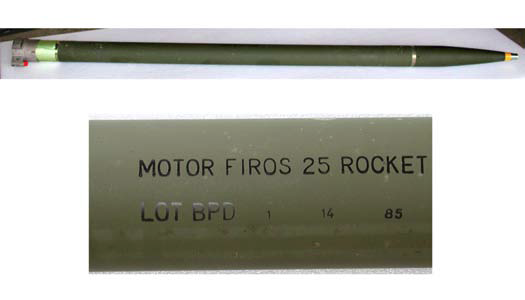 MOTOR FIROS 25 ROCKET
LOT BPD 1 14 85